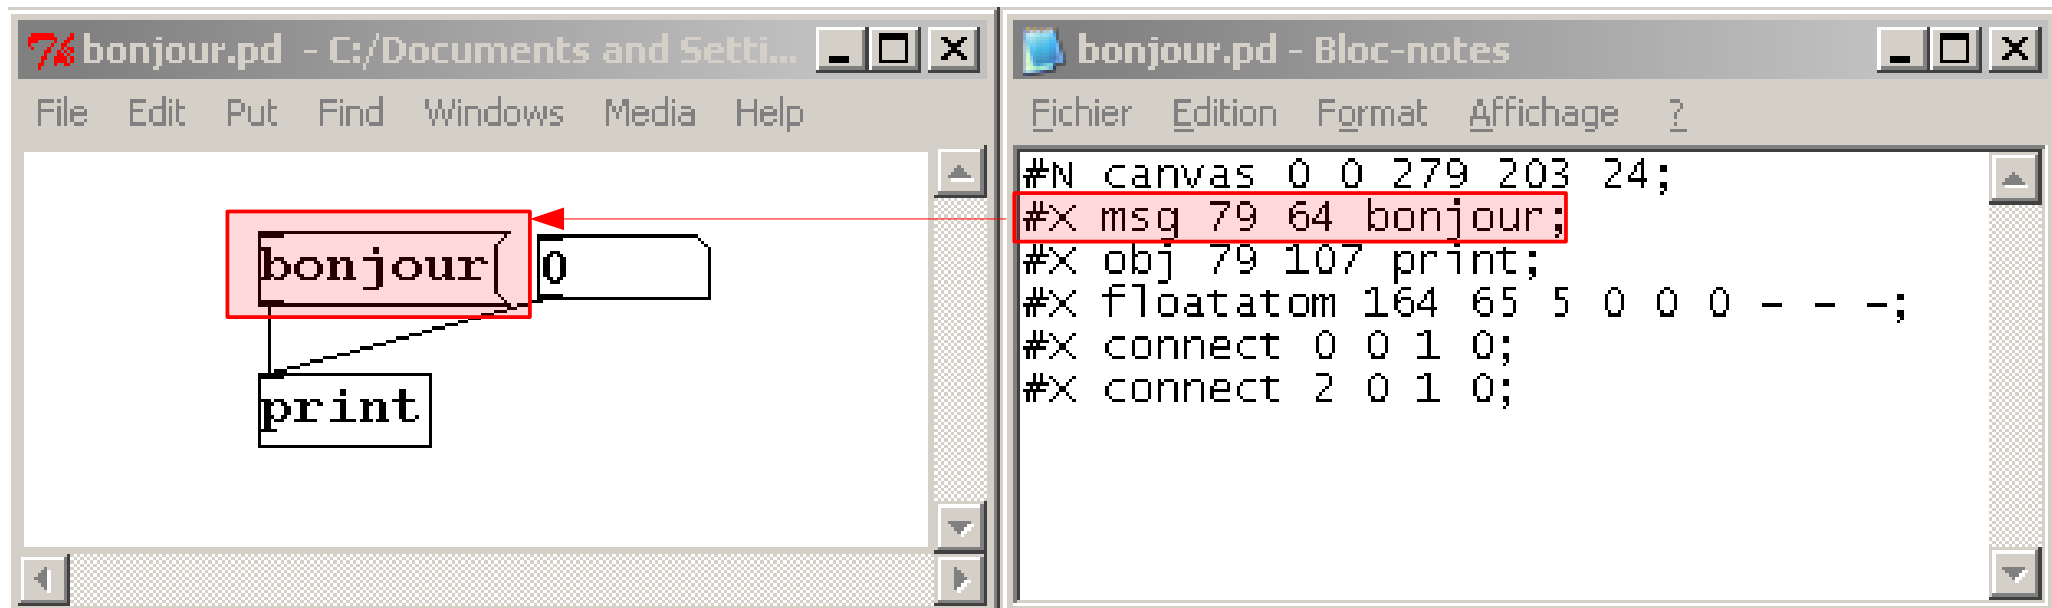 bonjour.pd - C:/Documents and Setti...
File Edit Put Find Windows Media Help
bonjour
0
print
bonjour.pd - Bloc-notes
Fichier Edition Format Affichage ?
#N canvas 0 0 279 203 24;
#X msg 79 64 bonjour;
#X obj 79 107 print;
#X floatatom 164 65 5 0 0 0 - - -;
#X connect 0 0 1 0;
#X connect 2 0 1 0;